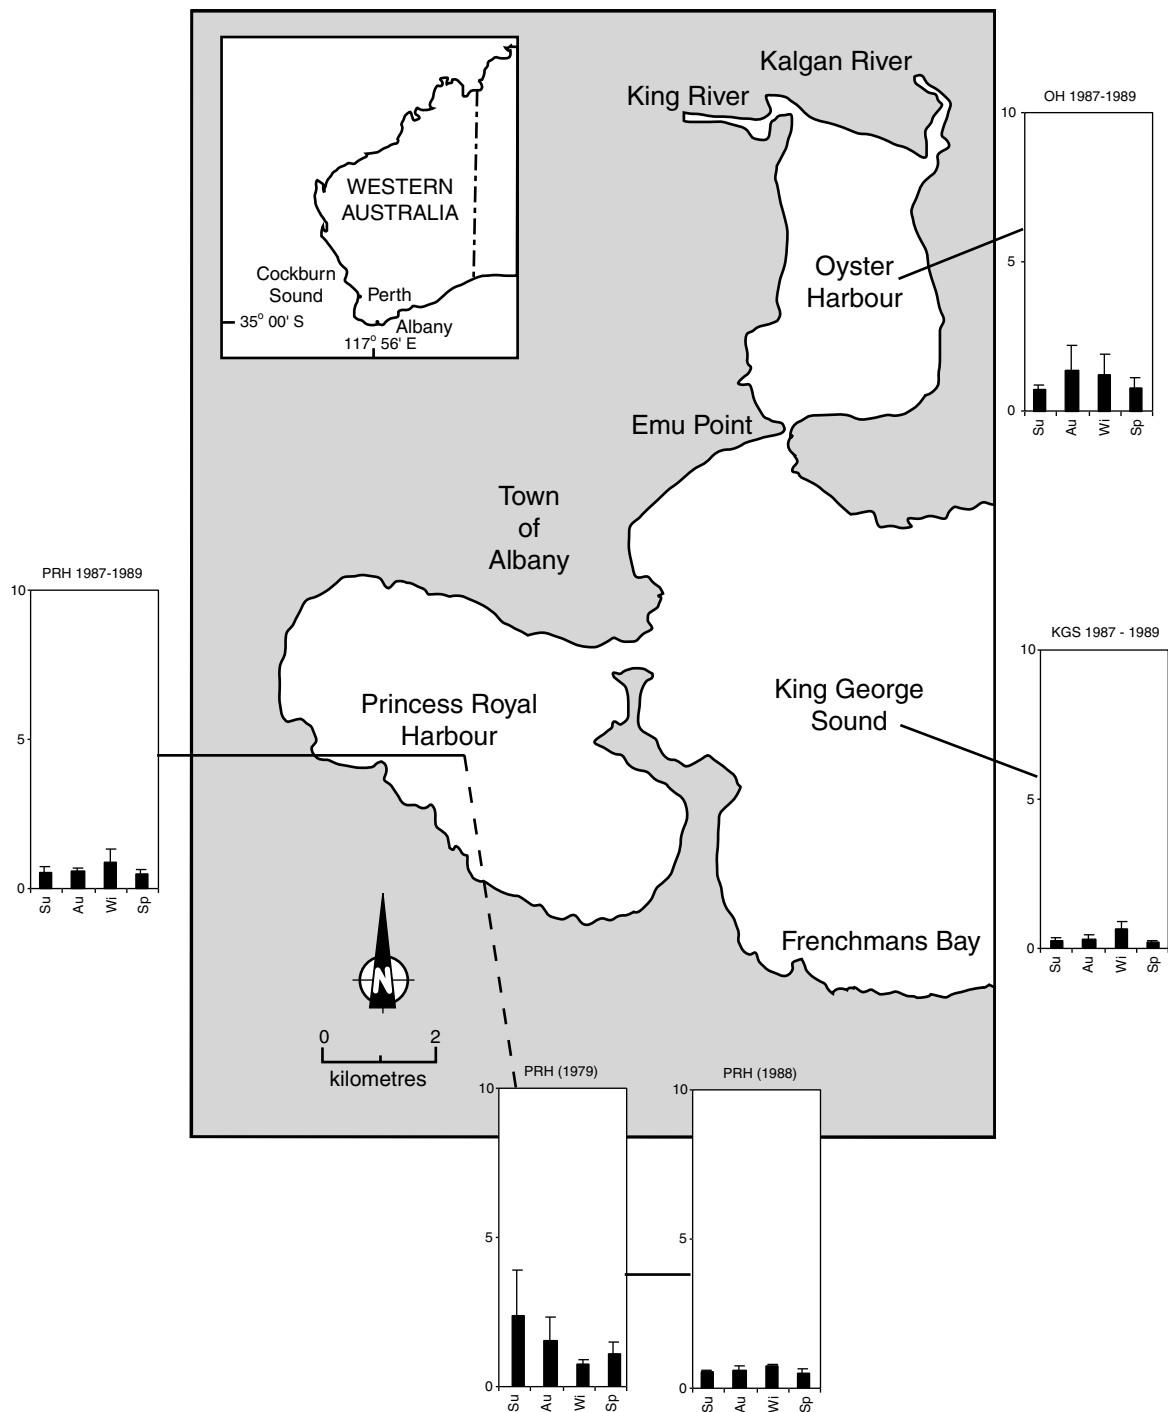 Kalgan River
King River
OH 1987-1989
10
5
0
Su
Au
Wi
Sp
WESTERN
AUSTRALIA
Cockburn
Sound
Perth
35° 00' S
Albany
117° 56' E
Oyster
Harbour
Emu Point
Town
of
Albany
PRH 1987-1989
10
5
0
Su
Au
Wi
Sp
KGS 1987 - 1989
10
5
0
Su
Au
Wi
Sp
Princess Royal
Harbour
King George
Sound
Frenchmans Bay
N
0 2
kilometres
PRH (1979)
10
5
0
Su
Au
Wi
Sp
PRH (1988)
10
5
0
Su
Au
Wi
Sp